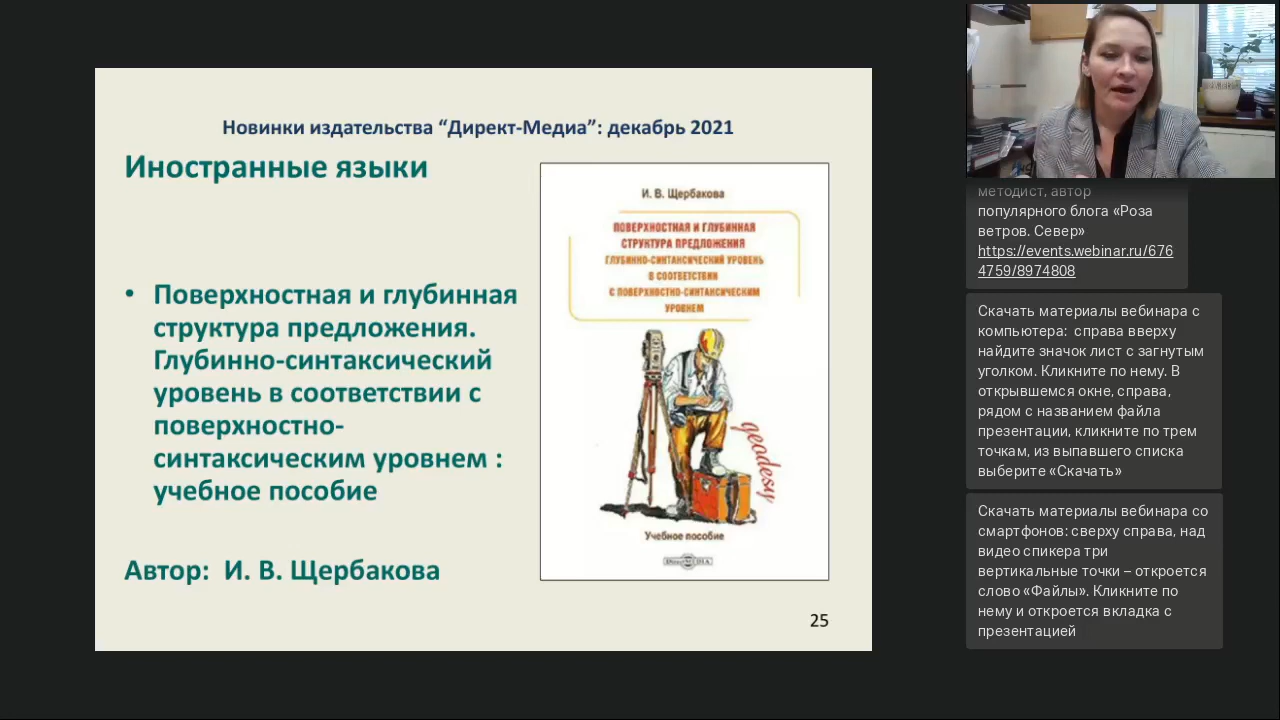 Новинки издательства “Директ-Медиа”: декабрь 2021
Иностранные языки
• Поверхностная и глубинная
структура предложения.
Глубинно-синтаксический
уровень в соответствии с
поверхностно-
синтаксическим уровнем :
учебное пособие
Автор: И. В. Щербакова
И. В. Щербакова
ПОВЕРХНОСТНАЯ И ГЛУБИННАЯ
СТРУКТУРА ПРЕДЛОЖЕНИЯ
ГЛУБИННО-СИНТАКСИЧЕСКИЙ УРОВЕНЬ
В СООТВЕТСТВИИ
С ПОВЕРХНОСТНО-СИНТАКСИЧЕСКИМ
УРОВНЕМ
geodesy
Учебное пособие
DirectMEDIA
25
методист, автор
популярного блога «Роза
ветров. Север»
https://events.webinar.ru/676
4759/8974808
Скачать материалы вебинара с
компьютера: справа вверху
найдите значок лист с загнутым
уголком. Кликните по нему. В
открывшемся окне, справа,
рядом с названием файла
презентации, кликните по трем
точкам, из выпавшего списка
выберите «Скачать»
Скачать материалы вебинара со
смартфонов: сверху справа, над
видео спикера три
вертикальные точки – откроется
слово «Файлы». Кликните по
нему и откроется вкладка с
презентацией